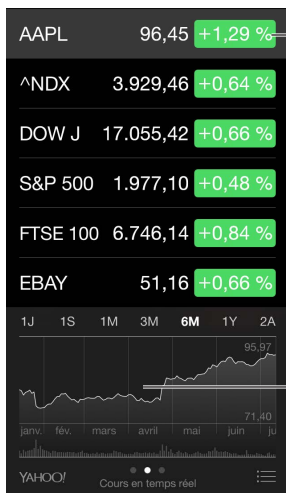 AAPL 96,45 +1,29 %
^NDX 3.929,46 +0,64 %
DOW J 17.055,42 +0,66 %
S&P 500 1.977,10 +0,48 %
FTSE 100 6.746,14 +0,84 %
EBAY 51,16 +0,66 %
1J 1S 1M 3M 6M 1Y 2A
95,97
71,40
janv. fév. mars avril mai juin ju
YAHOO! Cours en temps réel